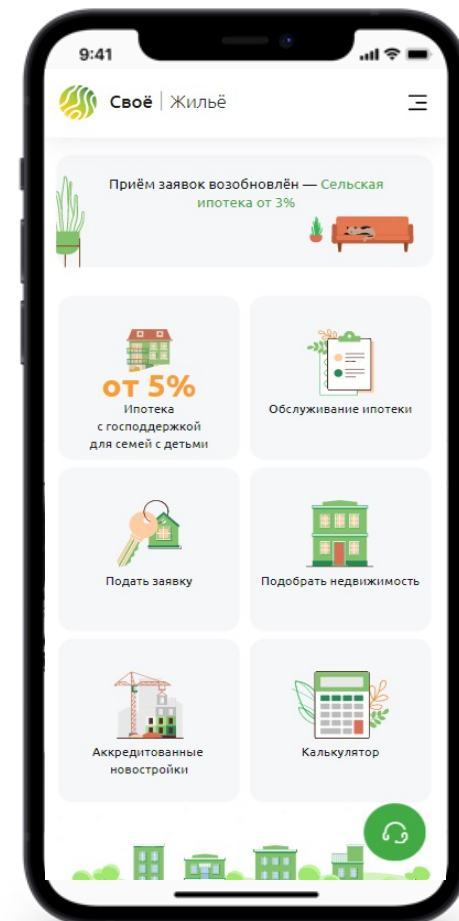 9:41
Своё | Жильё
Приём заявок возобновлён — Сельская
ипотека от 3%
от 5%
Ипотека
с господдержкой
для семей с детьми
Обслуживание ипотеки
Подать заявку
Подобрать недвижимость
Аккредитованные
новостройки
Калькулятор